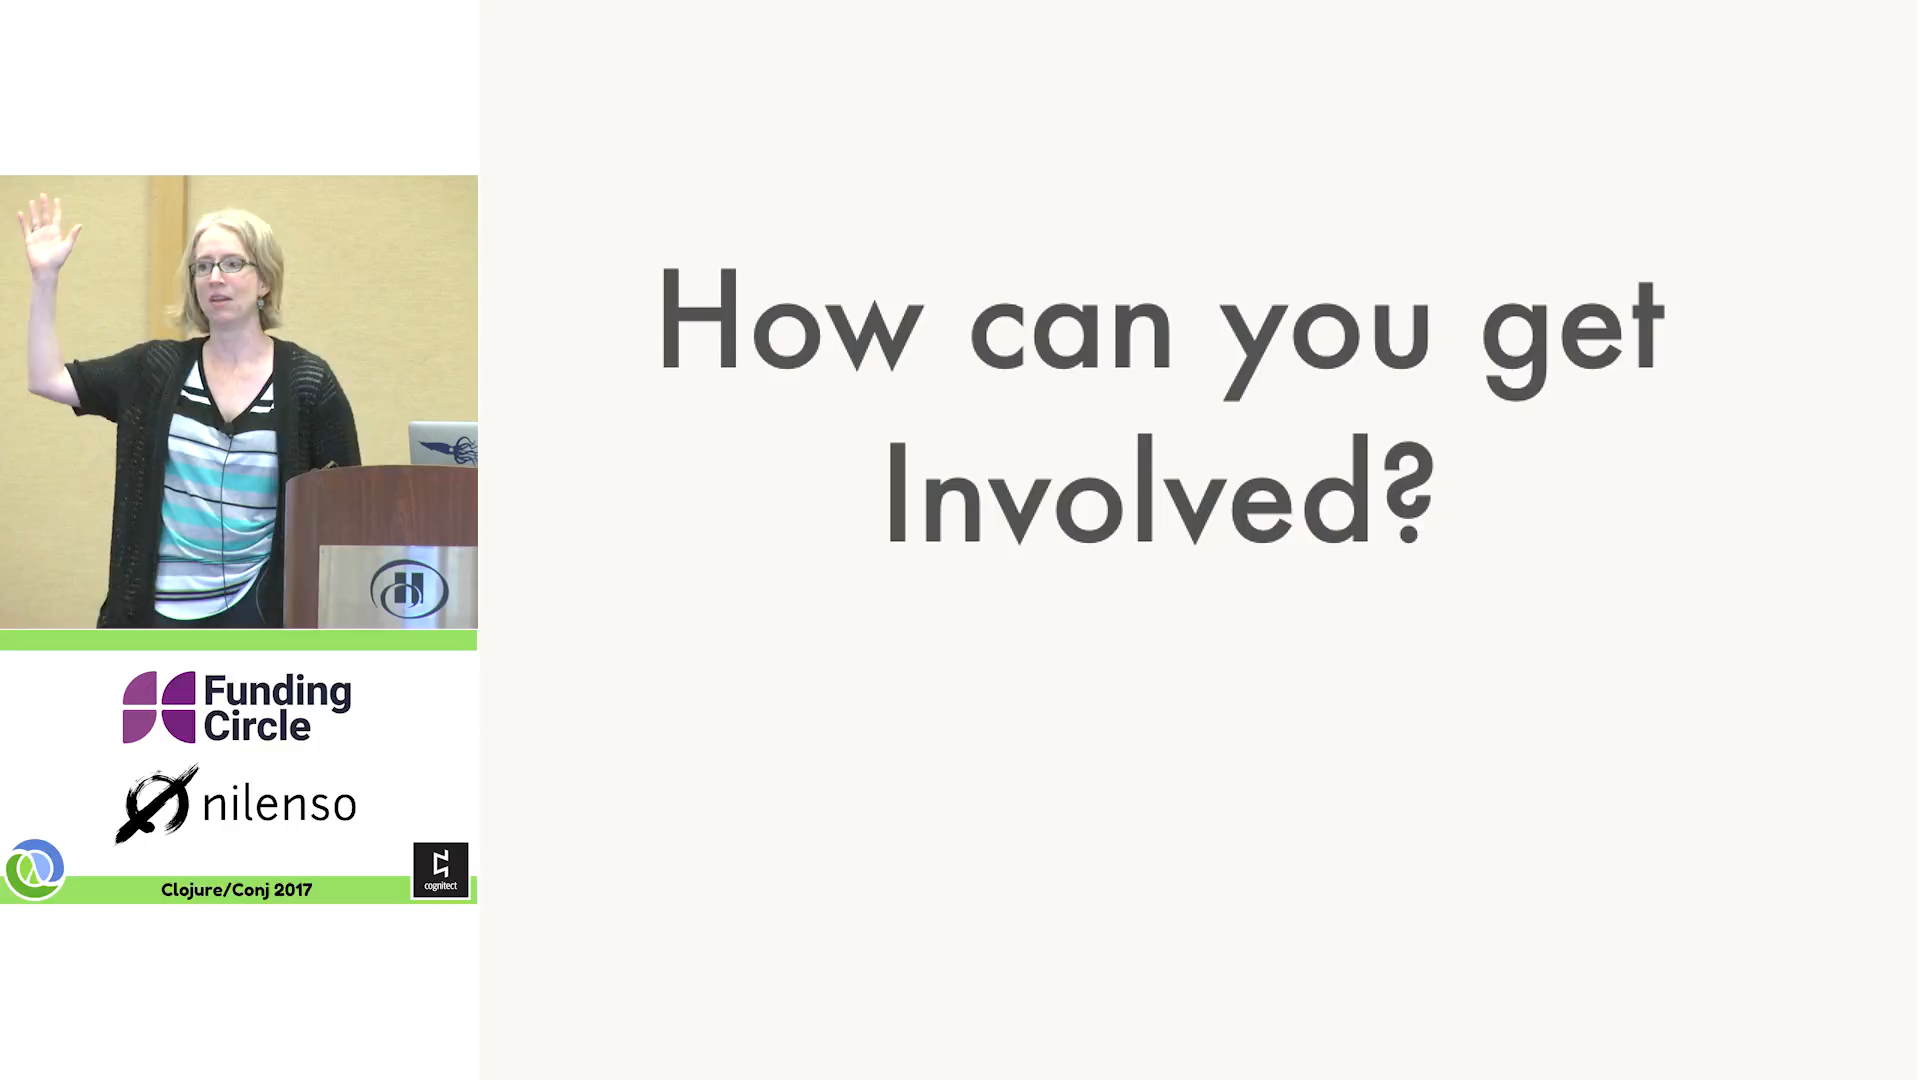 How can you get
Involved?
Funding
Circle
nilenso
Clojure/Conj 2017
cognitect